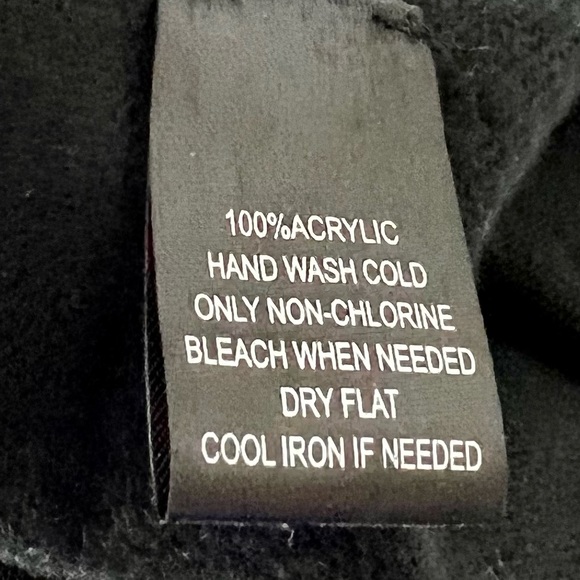 100%ACRYLIC
HAND WASH COLD
ONLY NON-CHLORINE
BLEACH WHEN NEEDED
DRY FLAT
COOL IRON IF NEEDED